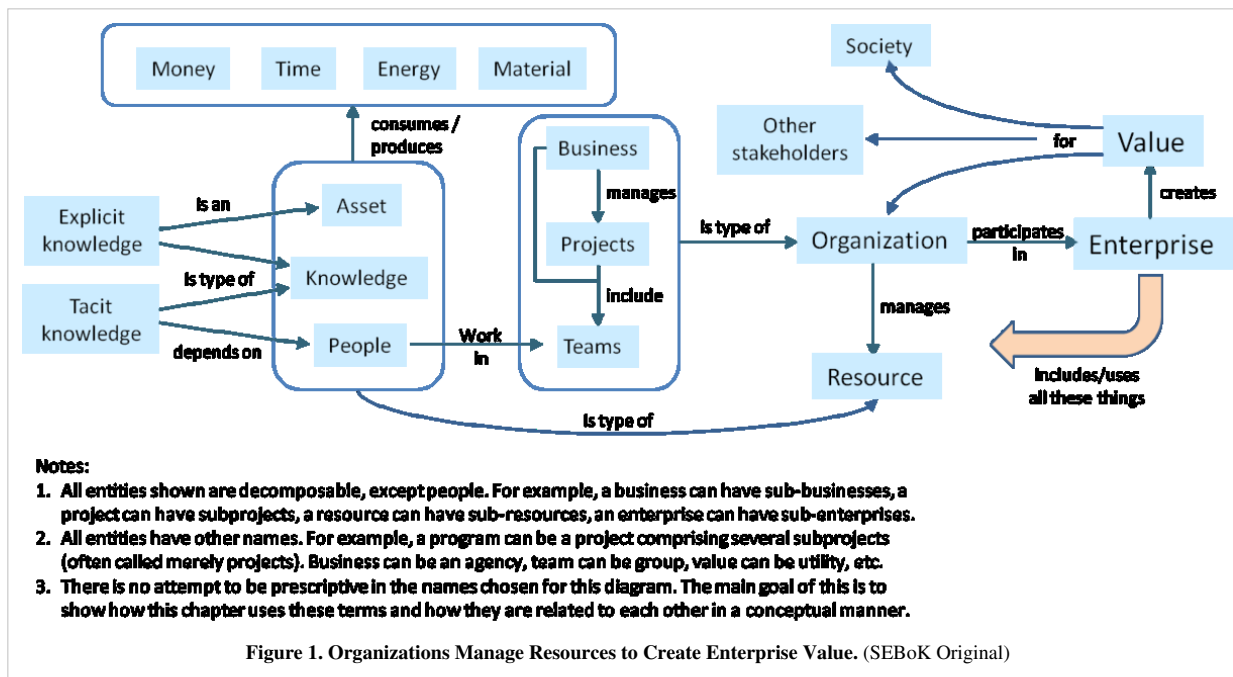 Money Time Energy Material
Society
consumes /
produces
Business
Other
stakeholders
for
Value
manages
creates
Explicit
knowledge
is an
Asset
Projects
is type of
Organization
participates
in
Enterprise
Knowledge
is type of
include
Tacit
knowledge
depends on
People
Work
in
Teams
manages
Resource
includes/uses
all these things
is type of
Notes:
1. All entities shown are decomposable, except people. For example, a business can have sub-businesses, a
project can have subprojects, a resource can have sub-resources, an enterprise can have sub-enterprises.
2. All entities have other names. For example, a program can be a project comprising several subprojects
(often called merely projects). Business can be an agency, team can be group, value can be utility, etc.
3. There is no attempt to be prescriptive in the names chosen for this diagram. The main goal of this is to
show how this chapter uses these terms and how they are related to each other in a conceptual manner.
Figure 1. Organizations Manage Resources to Create Enterprise Value. (SEBoK Original)